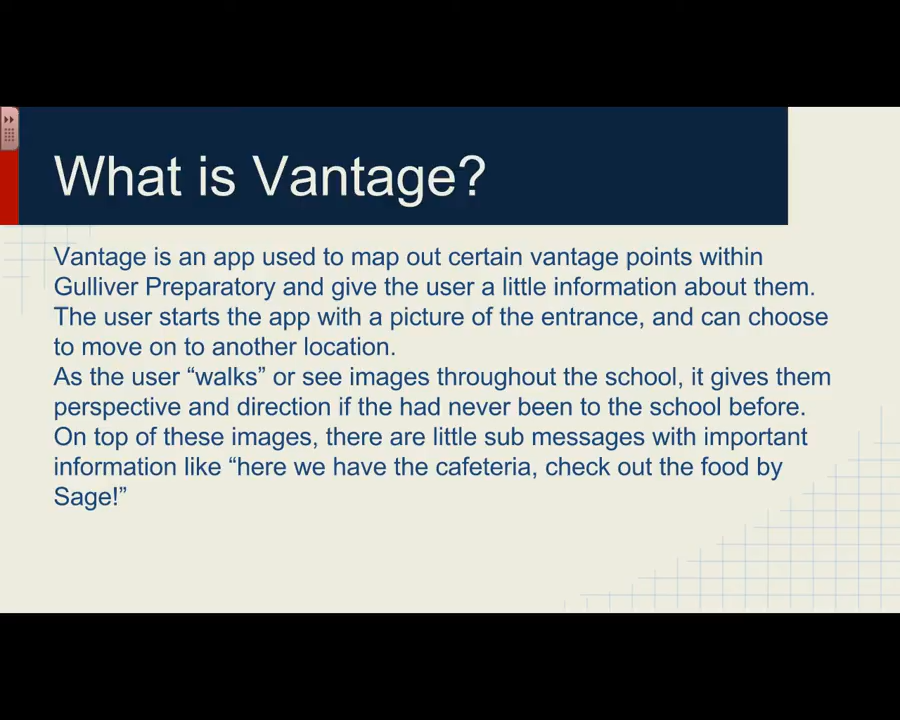 What is Vantage?
Vantage is an app used to map out certain vantage points within
Gulliver Preparatory and give the user a little information about them.
The user starts the app with a picture of the entrance, and can choose
to move on to another location.
As the user “walks” or see images throughout the school, it gives them
perspective and direction if the had never been to the school before.
On top of these images, there are little sub messages with important
information like “here we have the cafeteria, check out the food by
Sage!”